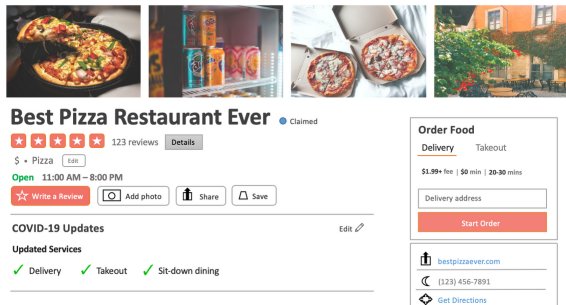 Best Pizza Restaurant Ever
Claimed
123 reviews
Details
$ • Pizza
Edit
Open 11:00 AM – 8:00 PM
Write a Review
Add photo
Share
Save
COVID-19 Updates
Edit
Updated Services
Delivery
Takeout
Sit-down dining
Order Food
Delivery
Takeout
$1.99+ fee | $0 min | 20-30 mins
Delivery address
Start Order
bestpizzaever.com
(123) 456-7891
Get Directions